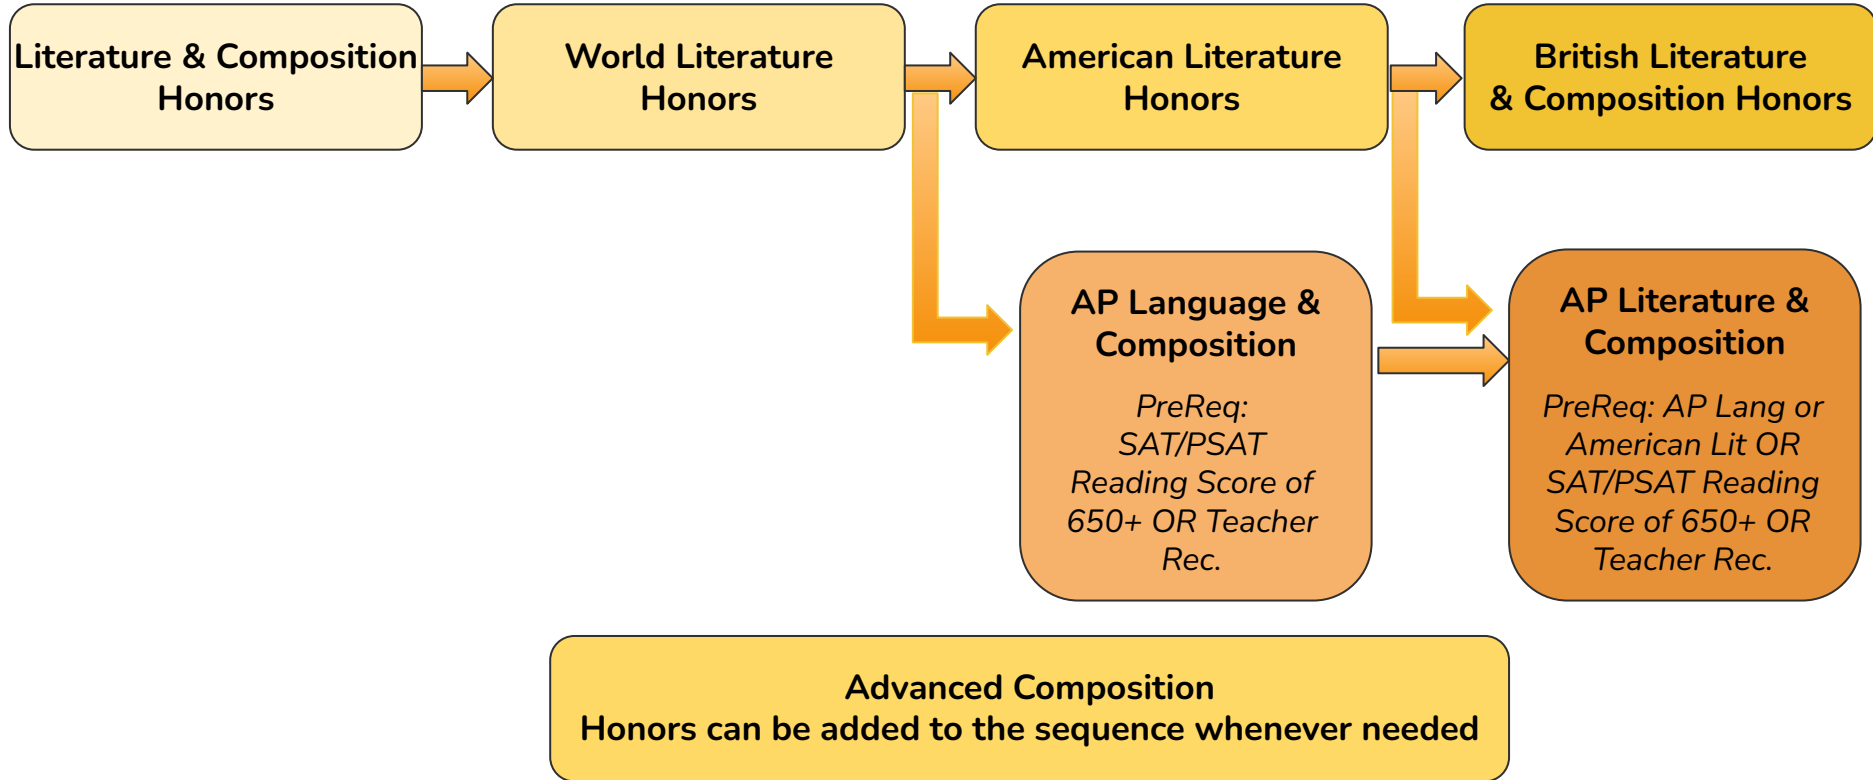 Literature & Composition
Honors
World Literature
Honors
American Literature
Honors
British Literature
& Composition Honors
AP Language &
Composition
PreReq:
SAT/PSAT
Reading Score of
650+ OR Teacher
Rec.
AP Literature &
Composition
PreReq: AP Lang or
American Lit OR
SAT/PSAT Reading
Score of 650+ OR
Teacher Rec.
Advanced Composition
Honors can be added to the sequence whenever needed